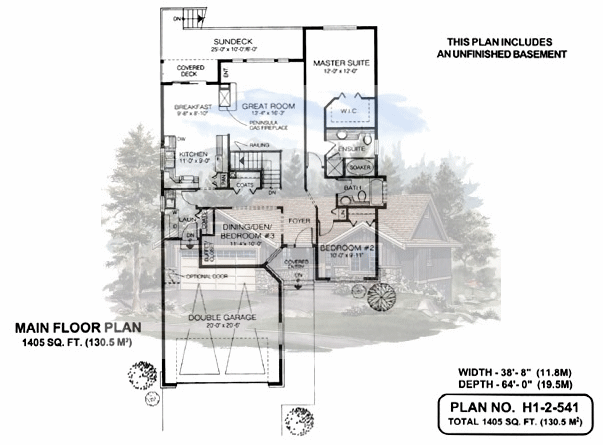 DN
SUNDECK
25'-0" x 10'-0"/6'-0"
MASTER SUITE
12'-0" x 12'-0"
THIS PLAN INCLUDES
AN UNFINISHED BASEMENT
COVERED
DECK
ENT
W.I.C
BREAKFAST
9'-6" x 8'-10"
GREAT ROOM
13'-4" x 16'-3"
PENINSULA
GAS FIREPLACE
DW
RAILING
ENSUITE
KITCHEN
11'-0" x 9'-0"
SOAKER
COATS
DN
BATH
LAUN
DN
DINING/DEN/
BEDROOM #3
11'-4" x 10'-0"
FOYER
BEDROOM #2
10'-0" x 9'-11"
COVERED
ENTRY
DN
OPTIONAL DOOR
DOUBLE GARAGE
20'-0" x 20'-6"
MAIN FLOOR PLAN
1405 SQ. FT. (130.5 M²)
WIDTH - 38'- 8" (11.8M)
DEPTH - 64'- 0" (19.5M)
PLAN NO. H1-2-541
TOTAL 1405 SQ. FT. (130.5 M²)